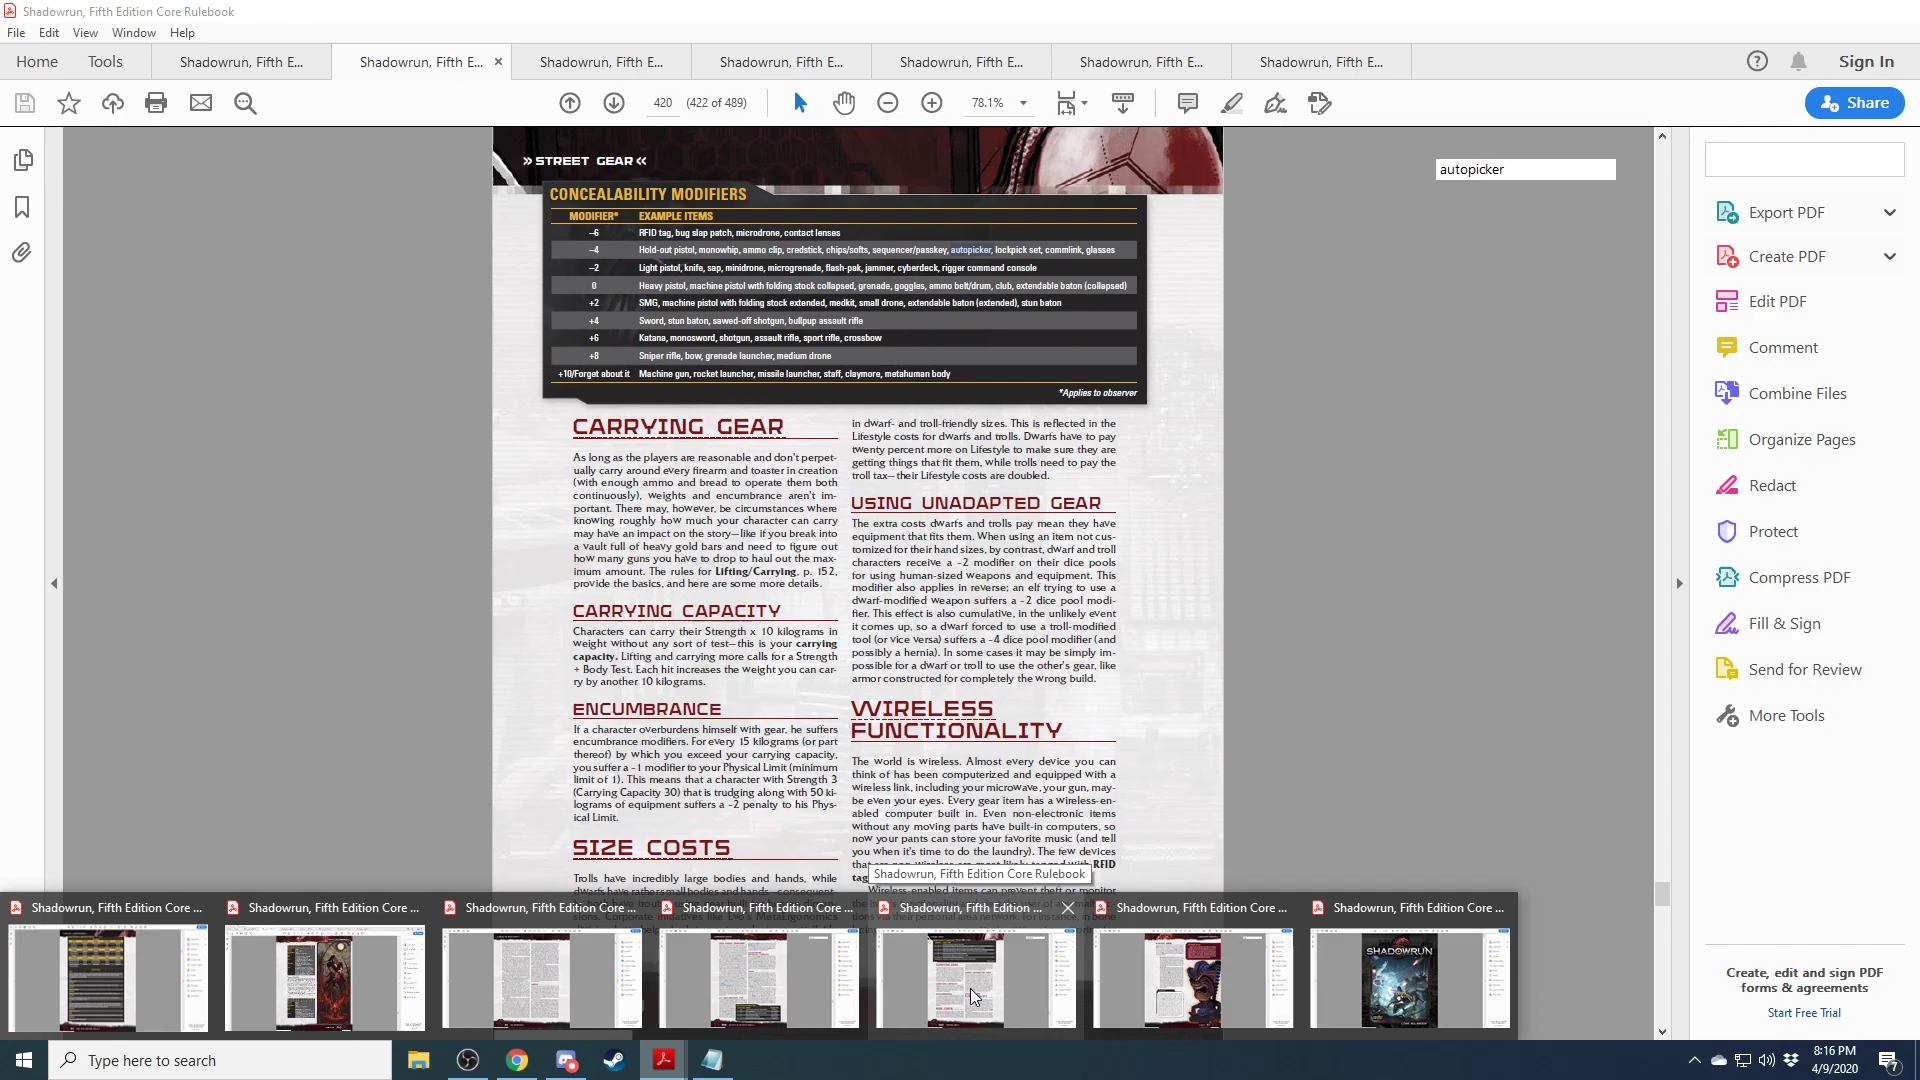 Shadowrun, Fifth Edition Core Rulebook
File Edit View Window Help
Home Tools Shadowrun, Fifth E... Shadowrun, Fifth E... Shadowrun, Fifth E... Shadowrun, Fifth E... Shadowrun, Fifth E... Shadowrun, Fifth E... Shadowrun, Fifth E... Sign In
420 (422 of 489) 78.1% Share
» STREET GEAR «
autopicker
CONCEALABILITY MODIFIERS
MODIFIER* EXAMPLE ITEMS
–6 RFID tag, bug slap patch, microdrone, contact lenses
–4 Hold-out pistol, monowhip, ammo clip, credstick, chips/softs, sequencer/passkey, autopicker, lockpick set, commlink, glasses
–2 Light pistol, knife, sap, minidrone, microgrenade, flash-pak, jammer, cyberdeck, rigger command console
0 Heavy pistol, machine pistol with folding stock collapsed, grenade, goggles, ammo belt/drum, club, extendable baton (collapsed)
+2 SMG, machine pistol with folding stock extended, medkit, small drone, extendable baton (extended), stun baton
+4 Sword, stun baton, sawed-off shotgun, bullpup assault rifle
+6 Katana, monosword, shotgun, assault rifle, sport rifle, crossbow
+8 Sniper rifle, bow, grenade launcher, medium drone
+10/Forget about it Machine gun, rocket launcher, missile launcher, staff, claymore, metahuman body
*Applies to observer
CARRYING GEAR
As long as the players are reasonable and don't perpet-
ually carry around every firearm and toaster in creation
(with enough ammo and bread to operate them both
continuously), weights and encumbrance aren't im-
portant. There may, however, be circumstances where
knowing roughly how much your character can carry
may have an impact on the story—like if you break into
a vault full of heavy gold bars and need to figure out
how many guns you have to drop to haul out the max-
imum amount. The rules for Lifting/Carrying, p. 152,
provide the basics, and here are some more details.
CARRYING CAPACITY
Characters can carry their Strength x 10 kilograms in
weight without any sort of test—this is your carrying
capacity. Lifting and carrying more calls for a Strength
+ Body Test. Each hit increases the weight you can car-
ry by another 10 kilograms.
ENCUMBRANCE
If a character overburdens himself with gear, he suffers
encumbrance modifiers. For every 15 kilograms (or part
thereof) by which you exceed your carrying capacity,
you suffer a –1 modifier to your Physical Limit (minimum
limit of 1). This means that a character with Strength 3
(Carrying Capacity 30) that is trudging along with 50 ki-
lograms of equipment suffers a –2 penalty to his Phys-
ical Limit.
SIZE COSTS
Trolls have incredibly large bodies and hands, while
dwarfs have rather small bodies and hands
in dwarf- and troll-friendly sizes. This is reflected in the
Lifestyle costs for dwarfs and trolls. Dwarfs have to pay
twenty percent more on Lifestyle to make sure they are
getting things that fit them, while trolls need to pay the
troll tax—their Lifestyle costs are doubled.
USING UNADAPTED GEAR
The extra costs dwarfs and trolls pay mean they have
equipment that fits them. When using an item not cus-
tomized for their hand sizes, by contrast, dwarf and troll
characters receive a –2 modifier on their dice pools
for using human-sized weapons and equipment. This
modifier also applies in reverse; an elf trying to use a
dwarf-modified weapon suffers a –2 dice pool modi-
fier. This effect is also cumulative, in the unlikely event
it comes up, so a dwarf forced to use a troll-modified
tool (or vice versa) suffers a –4 dice pool modifier (and
possibly a hernia). In some cases it may be simply im-
possible for a dwarf or troll to use the other's gear, like
armor constructed for completely the wrong build.
WIRELESS
FUNCTIONALITY
The world is wireless. Almost every device you can
think of has been computerized and equipped with a
wireless link, including your microwave, your gun, may-
be even your eyes. Every gear item has a wireless-en-
abled computer built in. Even non-electronic items
without any moving parts have built-in computers, so
now your pants can store your favorite music (and tell
you when it's time to do the laundry). The few devices
that are non-wireless are most likely tagged with RFID
tag
Wireless-enabled items can prevent theft or monitor
Shadowrun, Fifth Edition Core Rulebook
Export PDF
Create PDF
Edit PDF
Comment
Combine Files
Organize Pages
Redact
Protect
Compress PDF
Fill & Sign
Send for Review
More Tools
Create, edit and sign PDF
forms & agreements
Start Free Trial
Shadowrun, Fifth Edition Core ... Shadowrun, Fifth Edition Core ... Shadowrun, Fifth Edition Core ... Shadowrun, Fifth Edition Core ... Shadowrun, Fifth Edition ... Shadowrun, Fifth Edition Core ... Shadowrun, Fifth Edition Core ...
SHADOWRUN
Type here to search
8:16 PM
4/9/2020
7